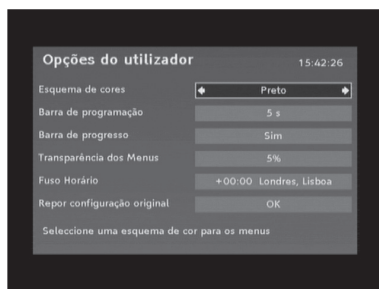 Opções do utilizador 15:42:26
Esquema de cores Preto
Barra de programação 5 s
Barra de progresso Sim
Transparência dos Menus 5%
Fuso Horário +00:00 Londres, Lisboa
Repor configuração original OK
Seleccione uma esquema de cor para os menus